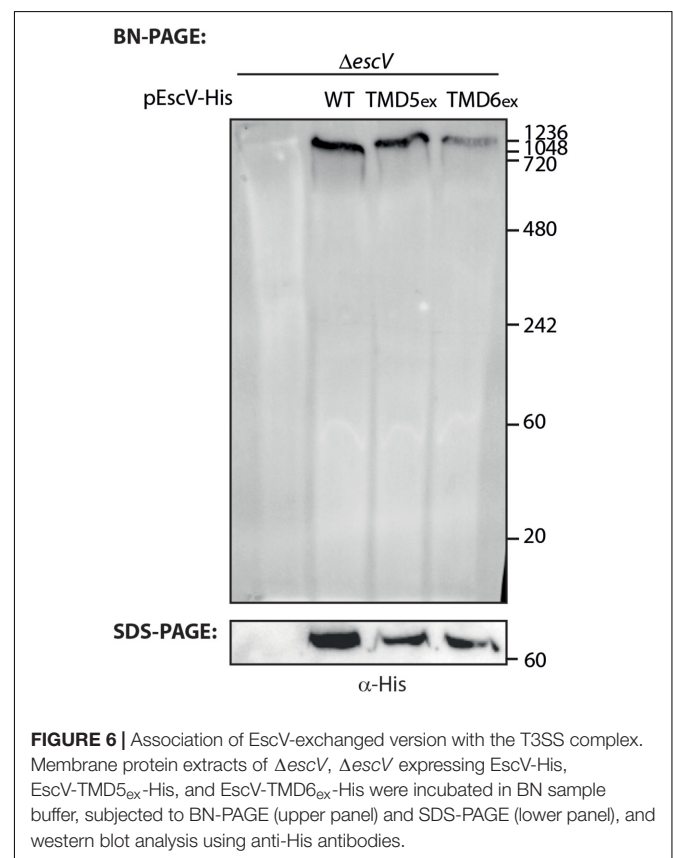 BN-PAGE:
ΔescV
pEscV-His WT TMD5ex TMD6ex
1236
1048
720
480
242
60
20
SDS-PAGE:
60
α-His
FIGURE 6 | Association of EscV-exchanged version with the T3SS complex.
Membrane protein extracts of ΔescV, ΔescV expressing EscV-His,
EscV-TMD5ex-His, and EscV-TMD6ex-His were incubated in BN sample
buffer, subjected to BN-PAGE (upper panel) and SDS-PAGE (lower panel), and
western blot analysis using anti-His antibodies.